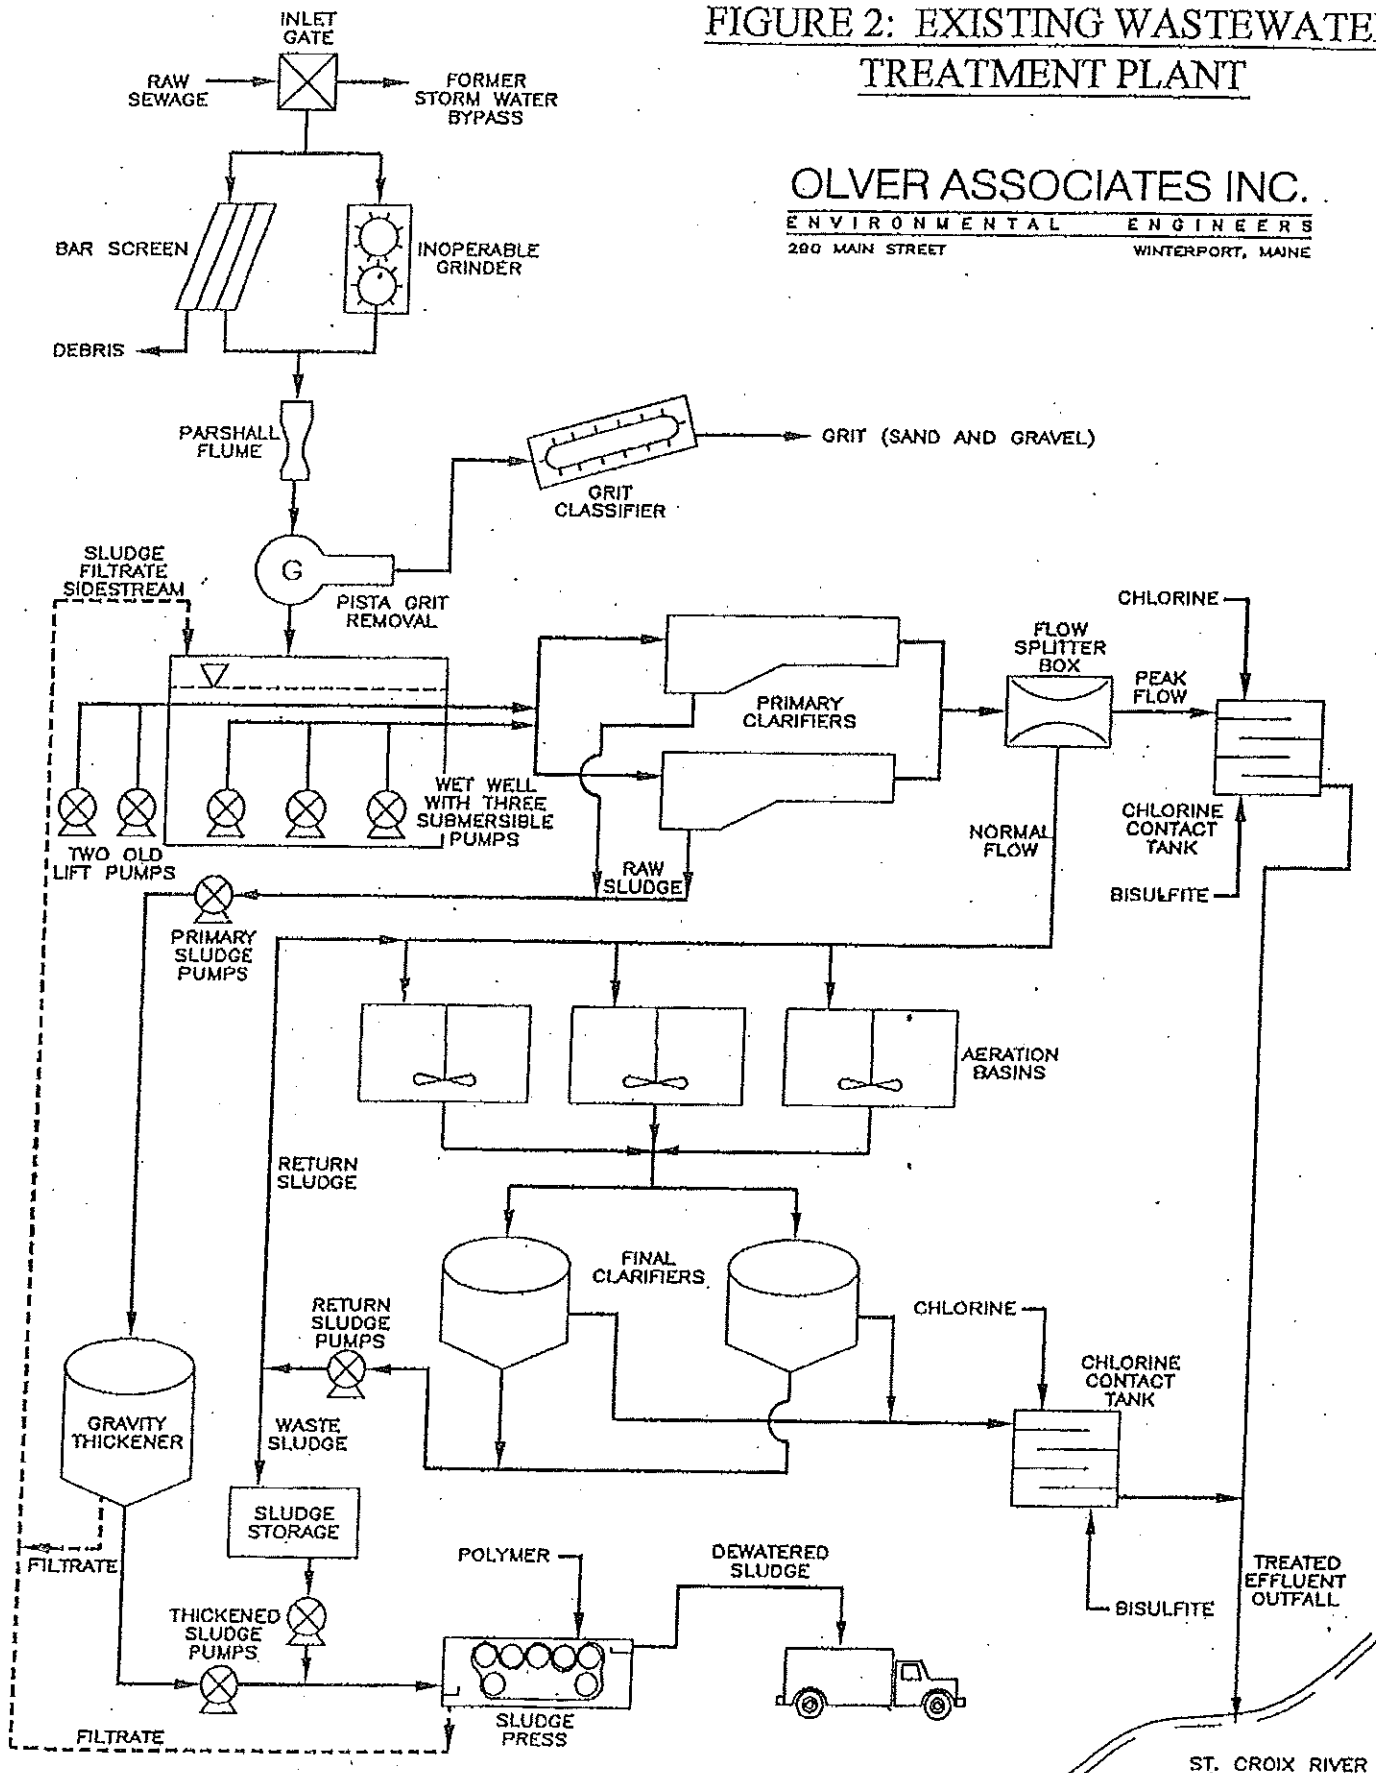 FIGURE 2: EXISTING WASTEWATER
TREATMENT PLANT
OLVER ASSOCIATES INC.
ENVIRONMENTAL ENGINEERS
280 MAIN STREET WINTERPORT, MAINE
INLET
GATE
RAW
SEWAGE
FORMER
STORM WATER
BYPASS
BAR SCREEN
INOPERABLE
GRINDER
DEBRIS
PARSHALL
FLUME
GRIT (SAND AND GRAVEL)
GRIT
CLASSIFIER
G
PISTA GRIT
REMOVAL
SLUDGE
FILTRATE
SIDESTREAM
CHLORINE
FLOW
SPLITTER
BOX
PEAK
FLOW
PRIMARY
CLARIFIERS
WET WELL
WITH THREE
SUBMERSIBLE
PUMPS
TWO OLD
LIFT PUMPS
NORMAL
FLOW
CHLORINE
CONTACT
TANK
BISULFITE
RAW
SLUDGE
PRIMARY
SLUDGE
PUMPS
AERATION
BASINS
RETURN
SLUDGE
FINAL
CLARIFIERS
RETURN
SLUDGE
PUMPS
CHLORINE
CHLORINE
CONTACT
TANK
GRAVITY
THICKENER
WASTE
SLUDGE
SLUDGE
STORAGE
FILTRATE
POLYMER
DEWATERED
SLUDGE
BISULFITE
TREATED
EFFLUENT
OUTFALL
THICKENED
SLUDGE
PUMPS
SLUDGE
PRESS
FILTRATE
ST. CROIX RIVER